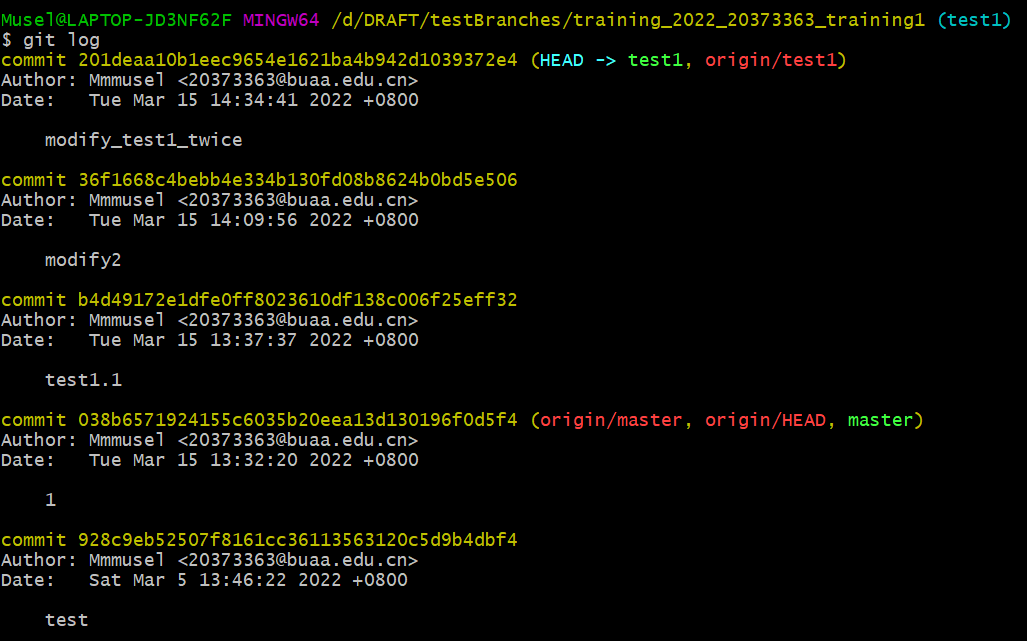 Musel@LAPTOP-JD3NF62F MINGW64 /d/DRAFT/testBranches/training_2022_20373363_training1 (test1)
$ git log
commit 201deaa10b1eec9654e1621ba4b942d1039372e4 (HEAD -> test1, origin/test1)
Author: Mmmusel <20373363@buaa.edu.cn>
Date:   Tue Mar 15 14:34:41 2022 +0800
    modify_test1_twice
commit 36f1668c4bebb4e334b130fd08b8624b0bd5e506
Author: Mmmusel <20373363@buaa.edu.cn>
Date:   Tue Mar 15 14:09:56 2022 +0800
    modify2
commit b4d49172e1dfe0ff8023610df138c006f25eff32
Author: Mmmusel <20373363@buaa.edu.cn>
Date:   Tue Mar 15 13:37:37 2022 +0800
    test1.1
commit 038b6571924155c6035b20eea13d130196f0d5f4 (origin/master, origin/HEAD, master)
Author: Mmmusel <20373363@buaa.edu.cn>
Date:   Tue Mar 15 13:32:20 2022 +0800
    1
commit 928c9eb52507f8161cc36113563120c5d9b4dbf4
Author: Mmmusel <20373363@buaa.edu.cn>
Date:   Sat Mar 5 13:46:22 2022 +0800
    test